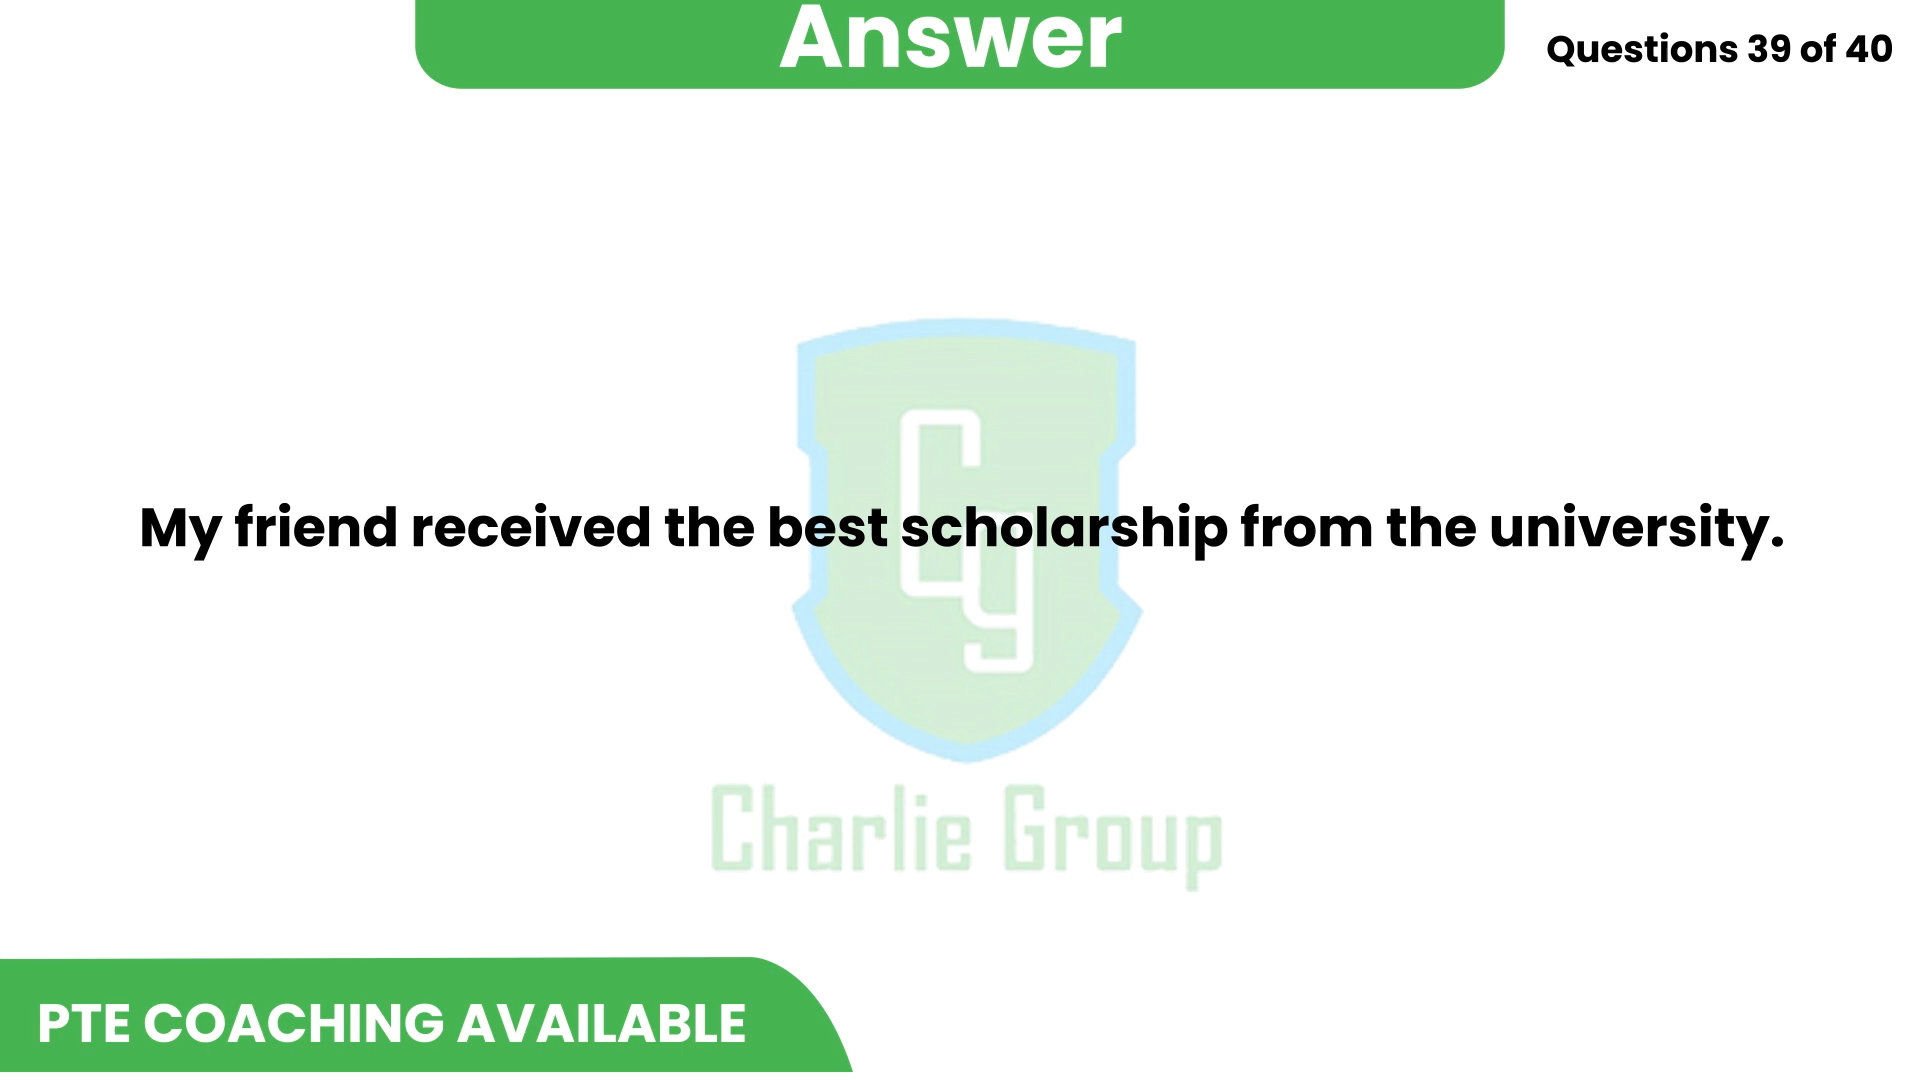 Answer
Questions 39 of 40
My friend received the best scholarship from the university.
Cg
Charlie Group
PTE COACHING AVAILABLE